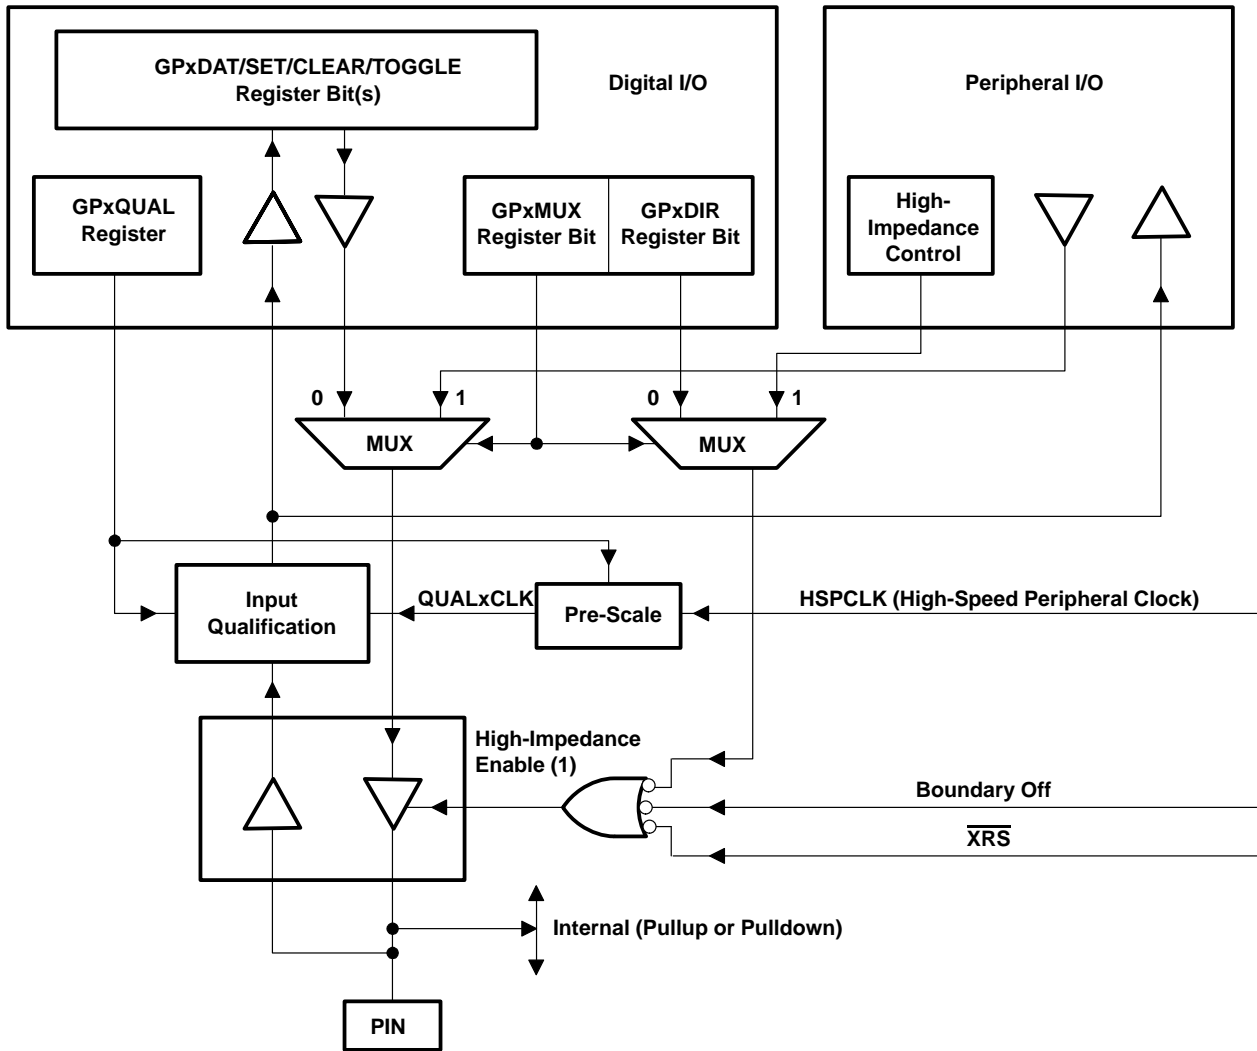 GPxDAT/SET/CLEAR/TOGGLE
Register Bit(s)
Digital I/O
Peripheral I/O
GPxQUAL
Register
GPxMUX
Register Bit
GPxDIR
Register Bit
High-
Impedance
Control
0
1
0
1
MUX
MUX
Input
Qualification
QUALxCLK
Pre-Scale
HSPCLK (High-Speed Peripheral Clock)
High-Impedance
Enable (1)
Boundary Off
XRS
Internal (Pullup or Pulldown)
PIN